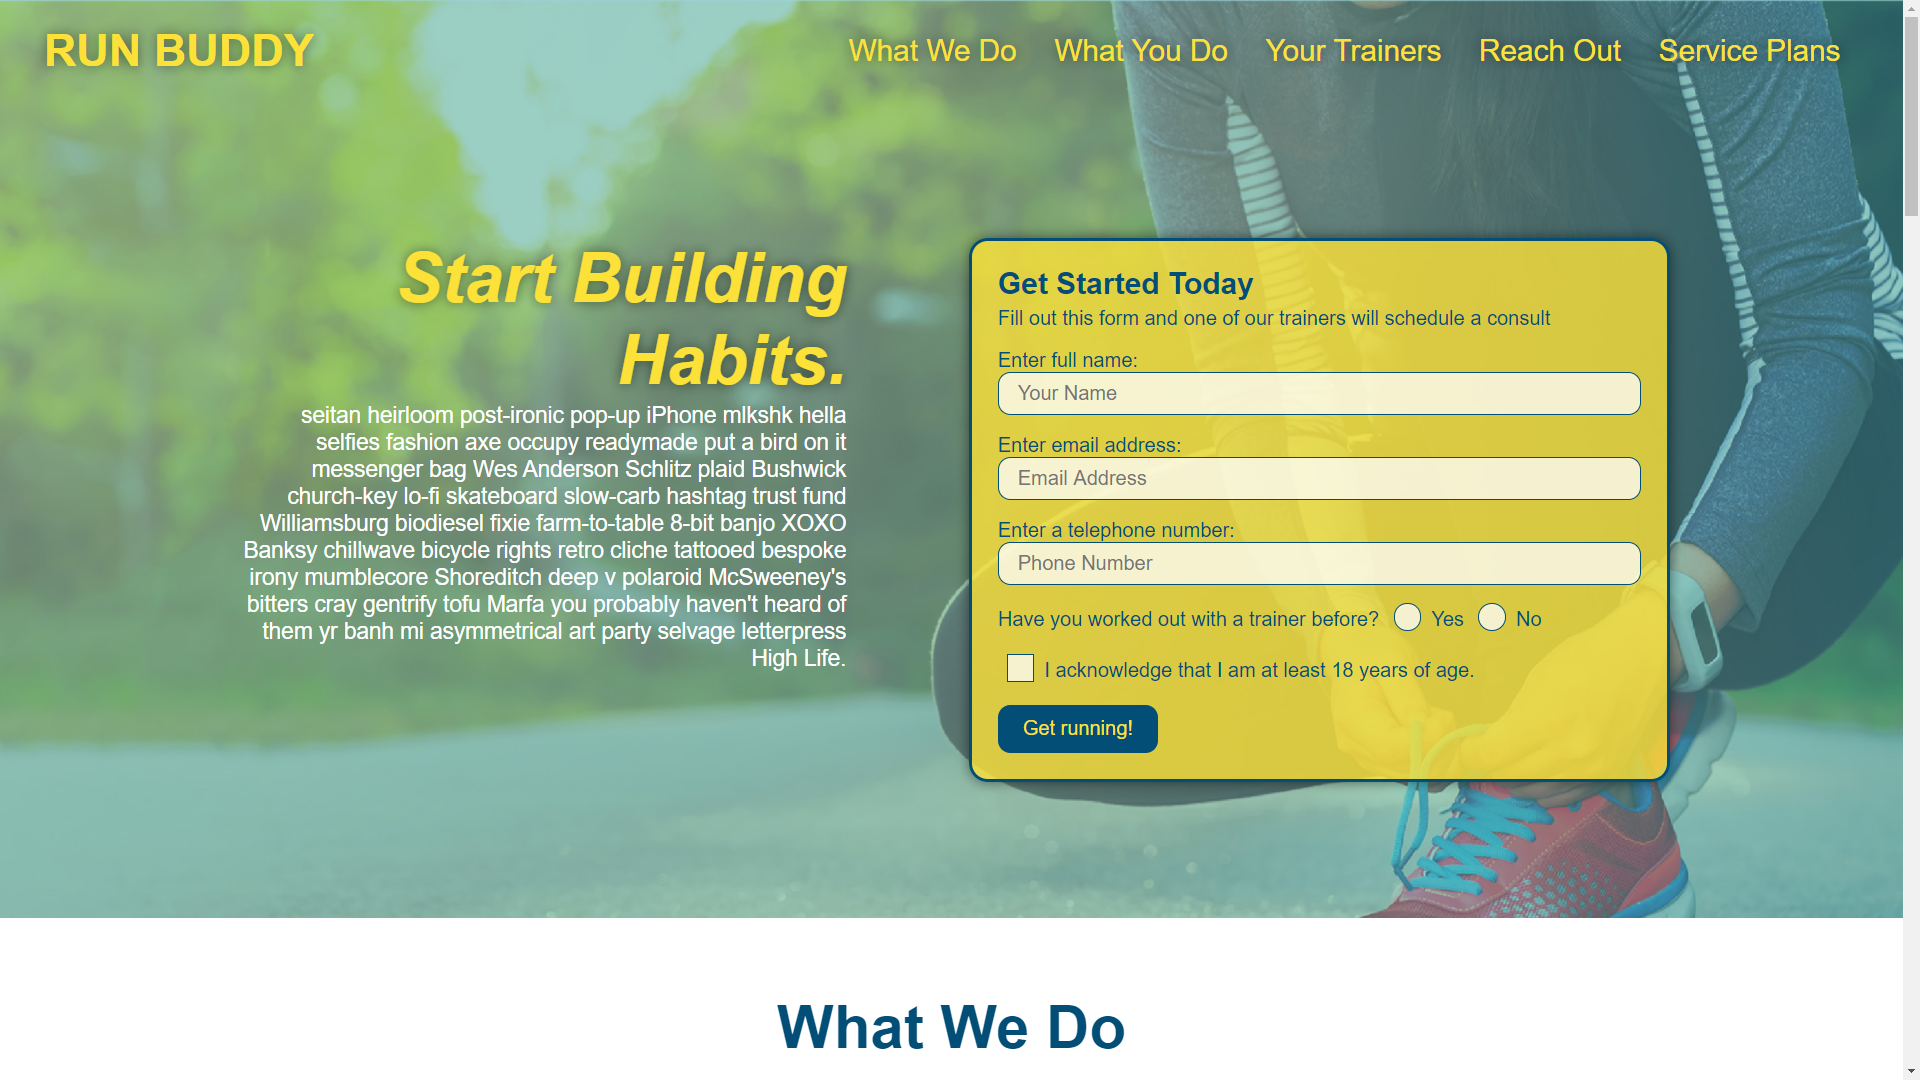 RUN BUDDY
What We Do
What You Do
Your Trainers
Reach Out
Service Plans
Start Building
Habits.
seitan heirloom post-ironic pop-up iPhone mlkshk hella
selfies fashion axe occupy readymade put a bird on it
messenger bag Wes Anderson Schlitz plaid Bushwick
church-key lo-fi skateboard slow-carb hashtag trust fund
Williamsburg biodiesel fixie farm-to-table 8-bit banjo XOXO
Banksy chillwave bicycle rights retro cliche tattooed bespoke
irony mumblecore Shoreditch deep v polaroid McSweeney's
bitters cray gentrify tofu Marfa you probably haven't heard of
them yr banh mi asymmetrical art party selvage letterpress
High Life.
Get Started Today
Fill out this form and one of our trainers will schedule a consult
Enter full name:
Your Name
Enter email address:
Email Address
Enter a telephone number:
Phone Number
Have you worked out with a trainer before? Yes No
I acknowledge that I am at least 18 years of age.
Get running!
What We Do